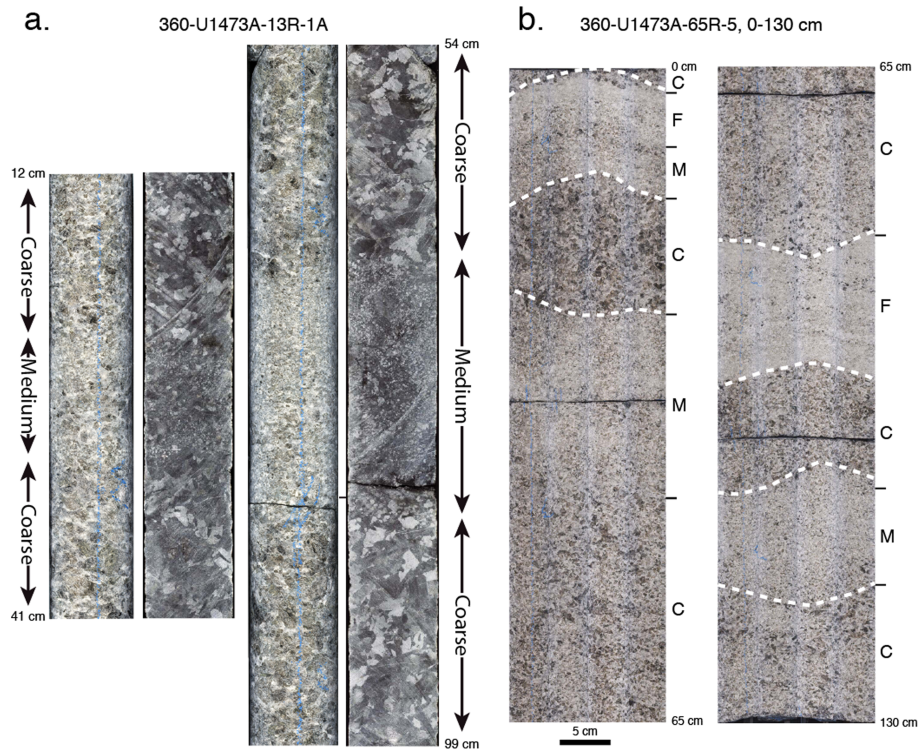 a.
360-U1473A-13R-1A
12 cm
Coarse
Medium
Coarse
41 cm
54 cm
Coarse
Medium
Coarse
99 cm
b.
360-U1473A-65R-5, 0-130 cm
0 cm
C
F
M
C
M
C
65 cm
5 cm
65 cm
C
F
C
M
C
130 cm